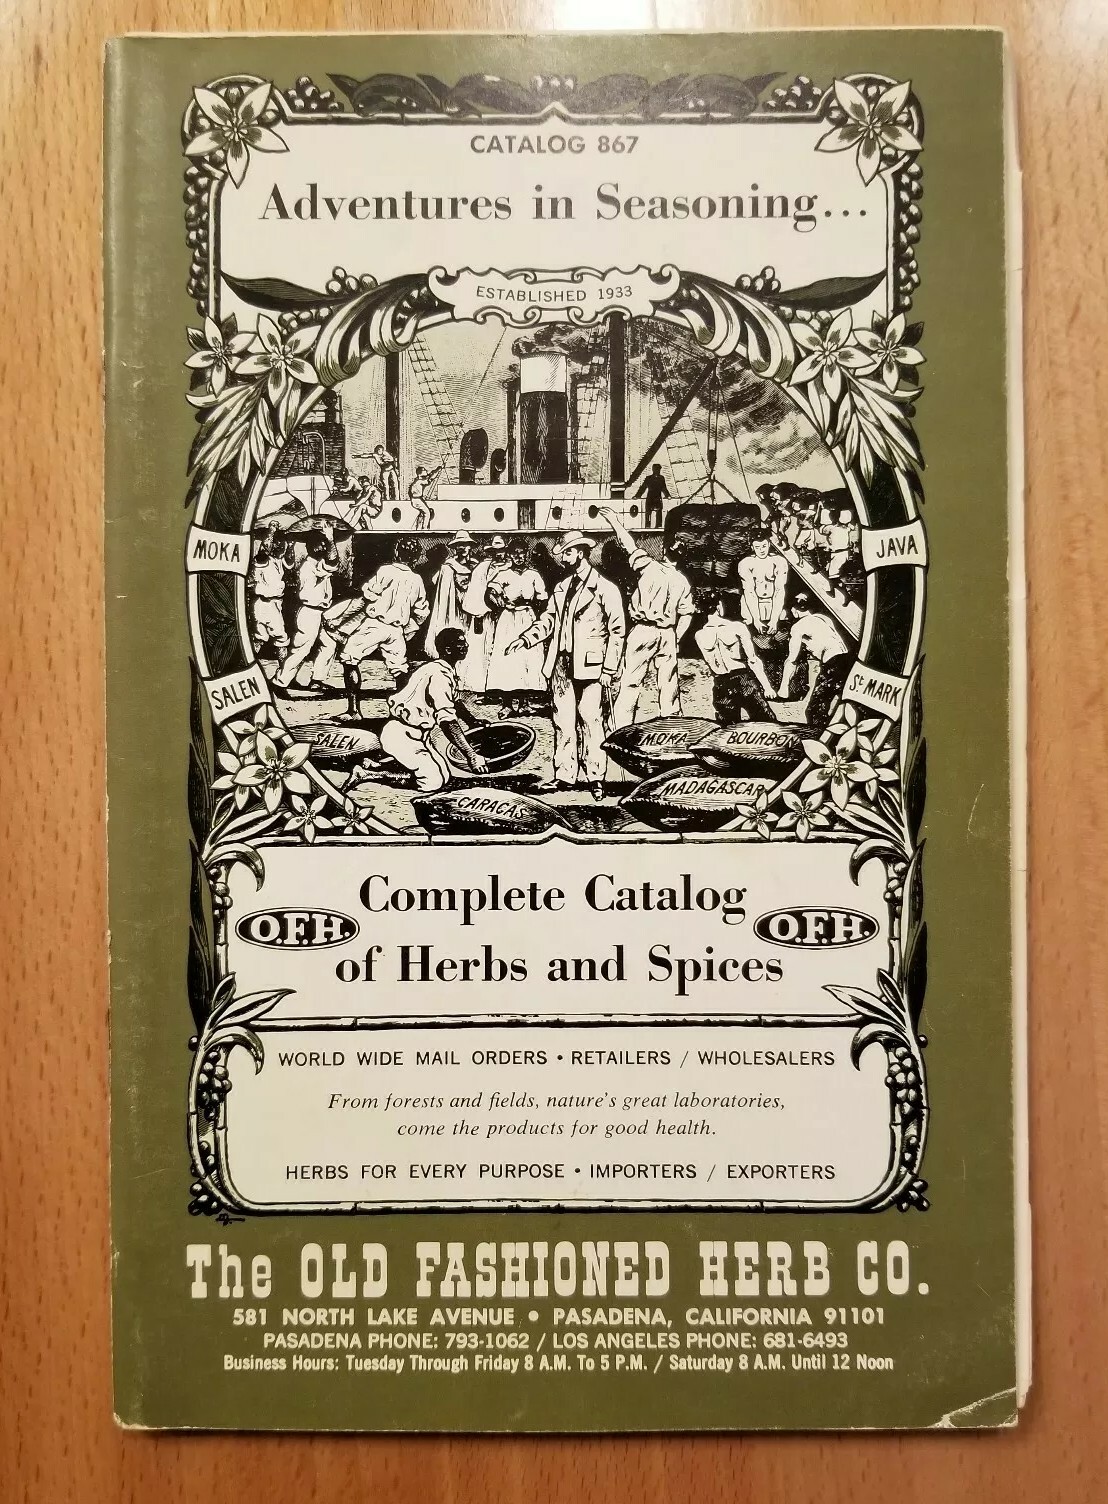 CATALOG 867
Adventures in Seasoning...
ESTABLISHED 1933
MOKA
JAVA
SALEN
St MARK
SALEN
MOKA
BOURBON
MADAGASCAR
CARACAS
Complete Catalog
O.F.H.
O.F.H.
of Herbs and Spices
WORLD WIDE MAIL ORDERS • RETAILERS / WHOLESALERS
From forests and fields, nature's great laboratories,
come the products for good health.
HERBS FOR EVERY PURPOSE • IMPORTERS / EXPORTERS
The OLD FASHIONED HERB CO.
581 NORTH LAKE AVENUE • PASADENA, CALIFORNIA 91101
PASADENA PHONE: 793-1062 / LOS ANGELES PHONE: 681-6493
Business Hours: Tuesday Through Friday 8 A.M. To 5 P.M. / Saturday 8 A.M. Until 12 Noon